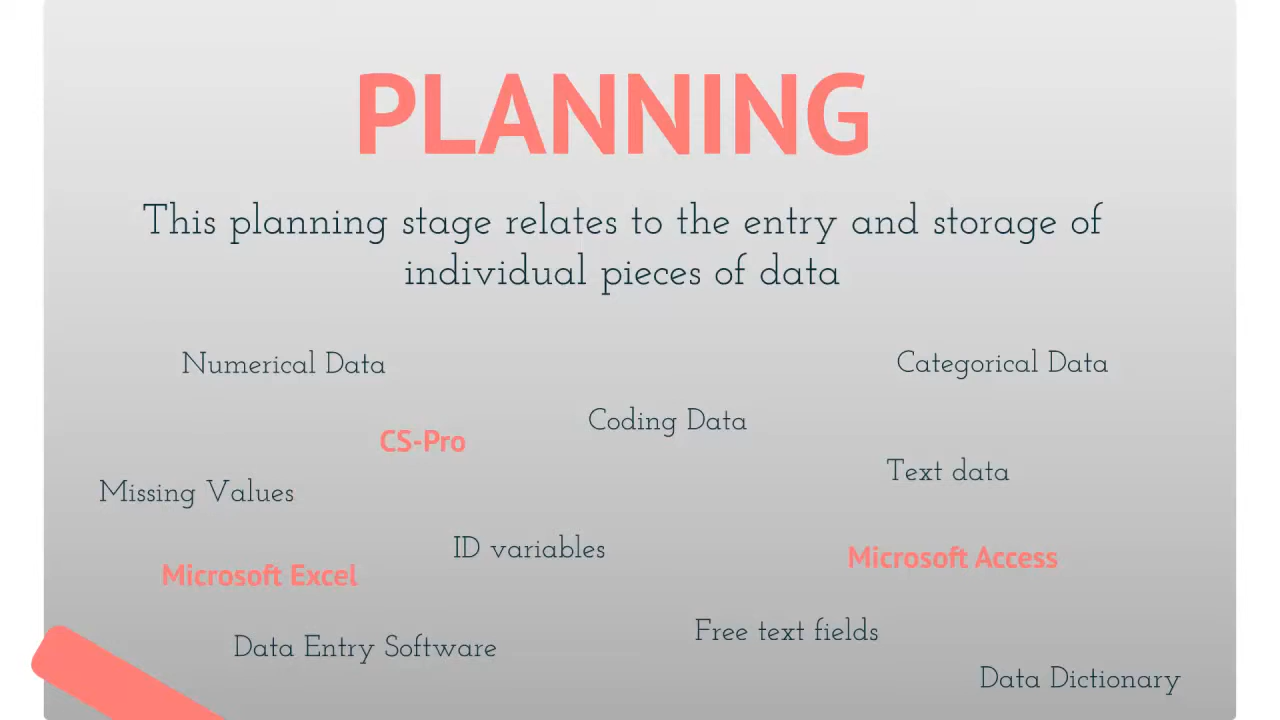 PLANNING
This planning stage relates to the entry and storage of
individual pieces of data
Numerical Data
Categorical Data
Coding Data
CS-Pro
Text data
Missing Values
ID variables
Microsoft Access
Microsoft Excel
Free text fields
Data Entry Software
Data Dictionary